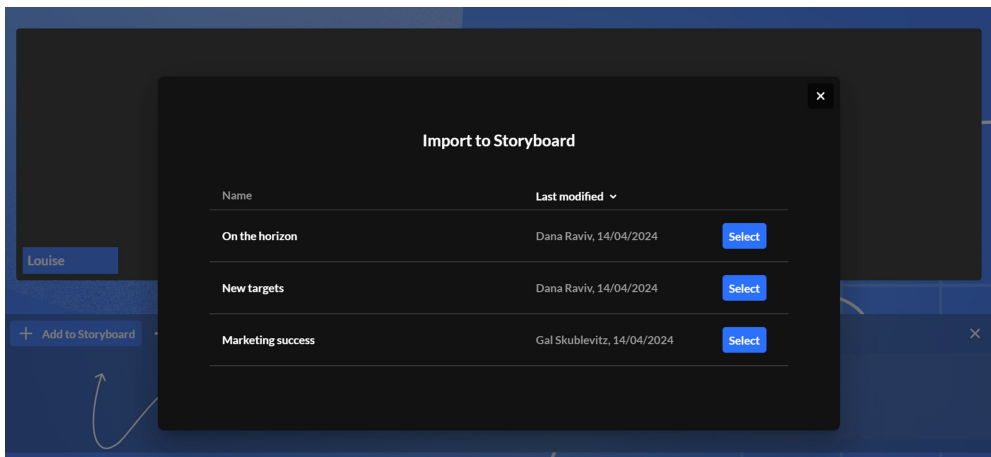 Import to Storyboard
Name Last modified
On the horizon Dana Raviv, 14/04/2024 Select
New targets Dana Raviv, 14/04/2024 Select
Marketing success Gal Skublevitz, 14/04/2024 Select
Louise
+ Add to Storyboard